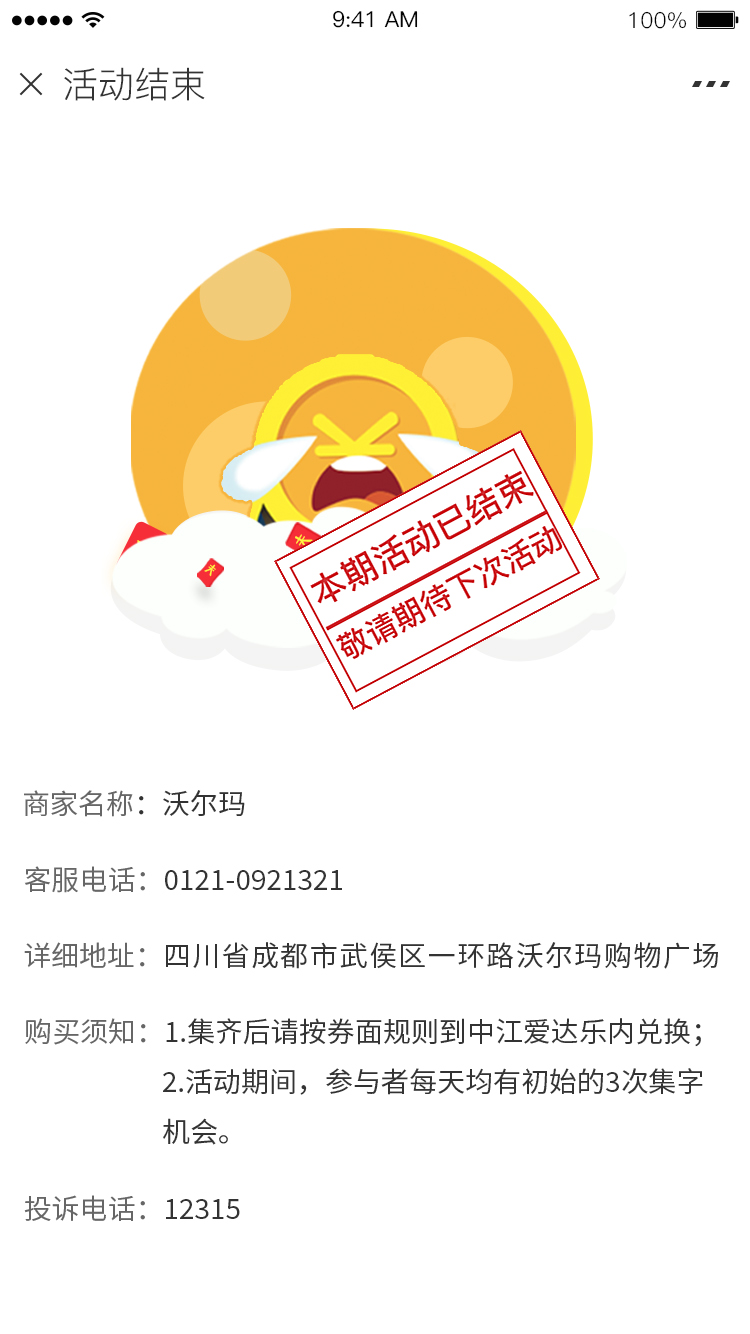 9:41 AM
100%
活动结束
本期活动已结束
敬请期待下次活动
商家名称：沃尔玛
客服电话：0121-0921321
详细地址：四川省成都市武侯区一环路沃尔玛购物广场
购买须知：1.集齐后请按券面规则到中江爱达乐内兑换；
2.活动期间，参与者每天均有初始的3次集字
机会。
投诉电话：12315